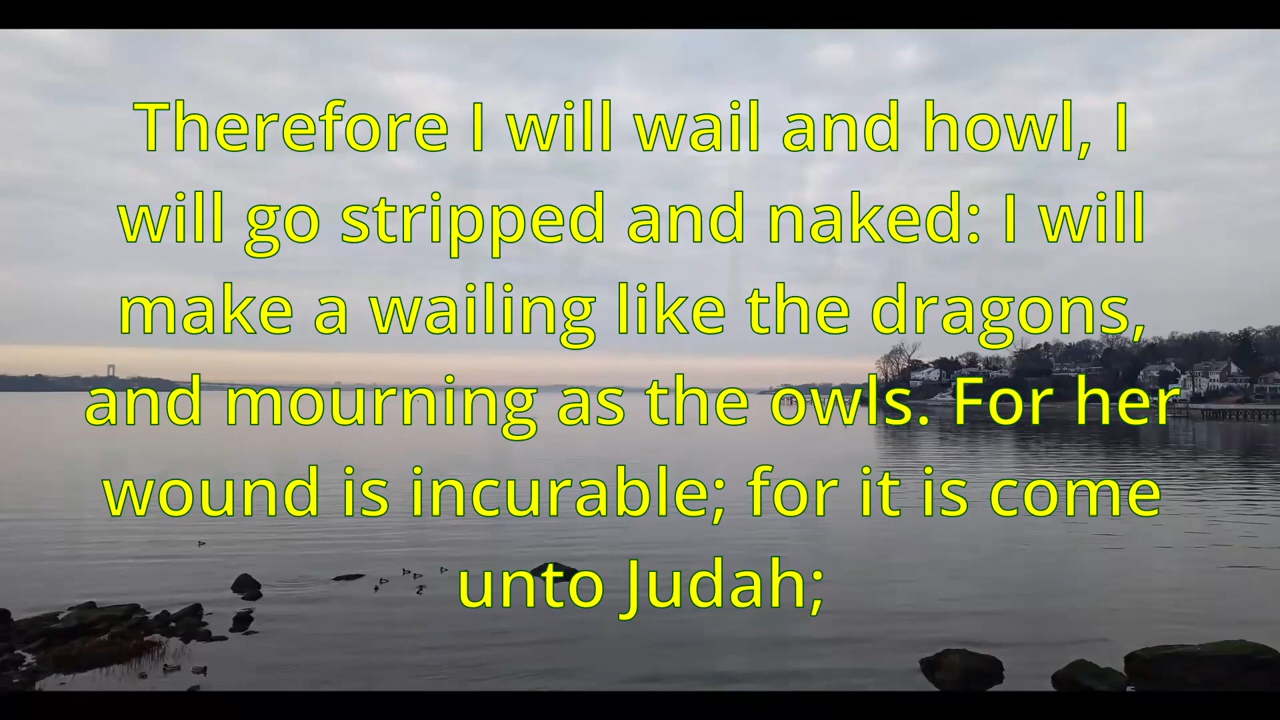 Therefore I will wail and howl, I
will go stripped and naked: I will
make a wailing like the dragons,
and mourning as the owls. For her
wound is incurable; for it is come
unto Judah;